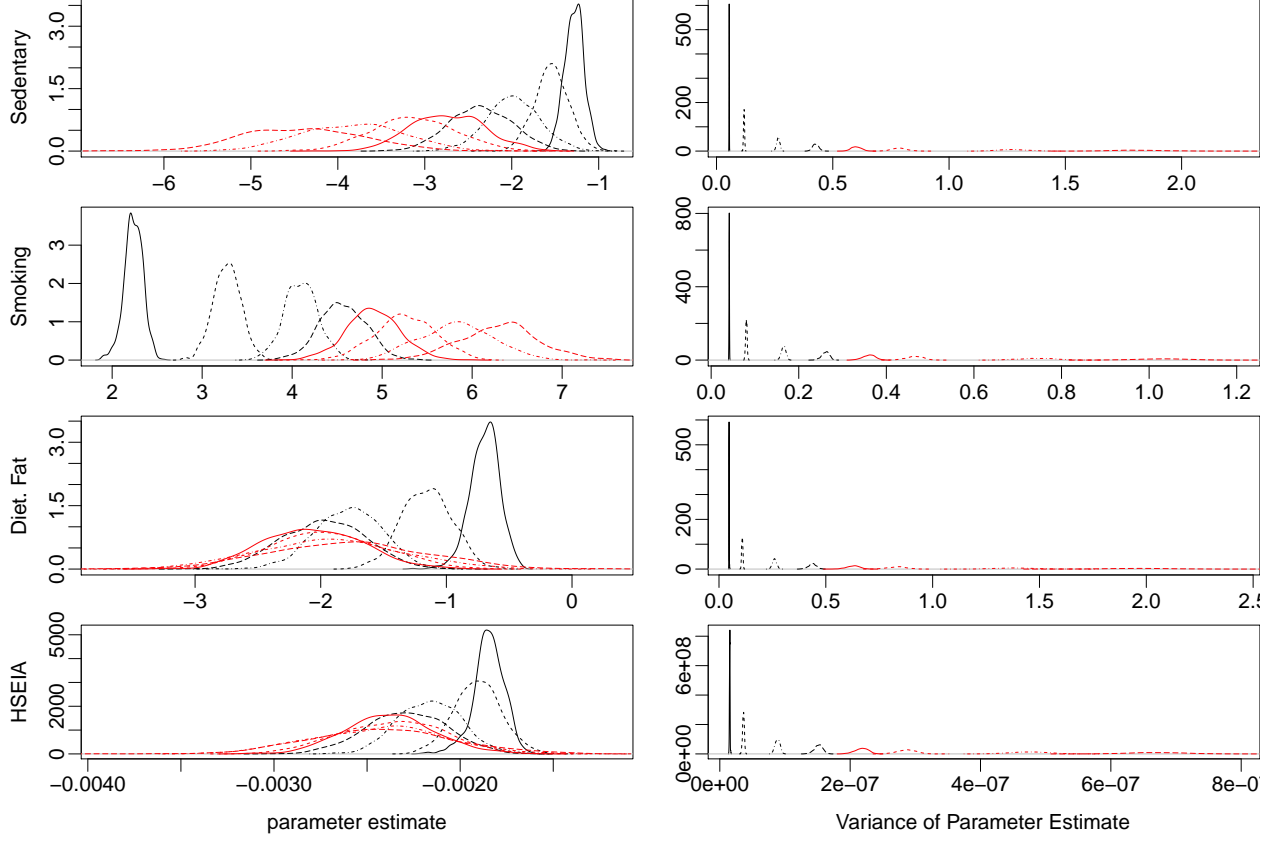 Sedentary
0.0 1.5 3.0
−6 −5 −4 −3 −2 −1
0 200 500
0.0 0.5 1.0 1.5 2.0
Smoking
0 1 2 3
2 3 4 5 6 7
0 400 800
0.0 0.2 0.4 0.6 0.8 1.0 1.2
Diet. Fat
0.0 1.5 3.0
−3 −2 −1 0
0 200 500
0.0 0.5 1.0 1.5 2.0 2.5
HSEIA
0 2000 5000
−0.0040 −0.0030 −0.0020
parameter estimate
0e+00 6e+08
0e+00 2e−07 4e−07 6e−07 8e−0
Variance of Parameter Estimate